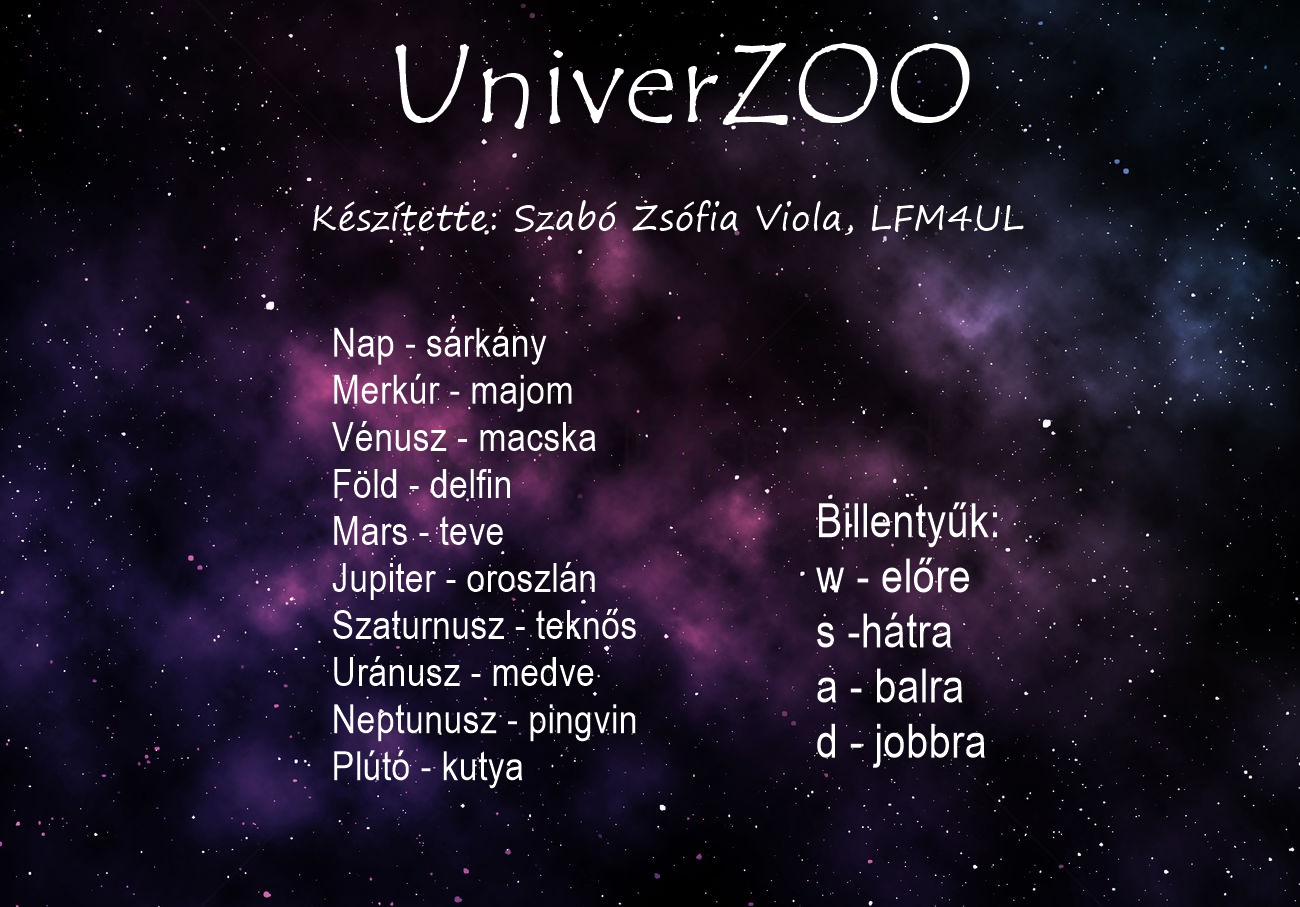 UniverZOO
Készítette: Szabó Zsófia Viola, LFM4UL
Nap - sárkány
Merkúr - majom
Vénusz - macska
Föld - delfin
Mars - teve
Jupiter - oroszlán
Szaturnusz - teknős
Uránusz - medve
Neptunusz - pingvin
Plútó - kutya
Billentyűk:
w - előre
s -hátra
a - balra
d - jobbra